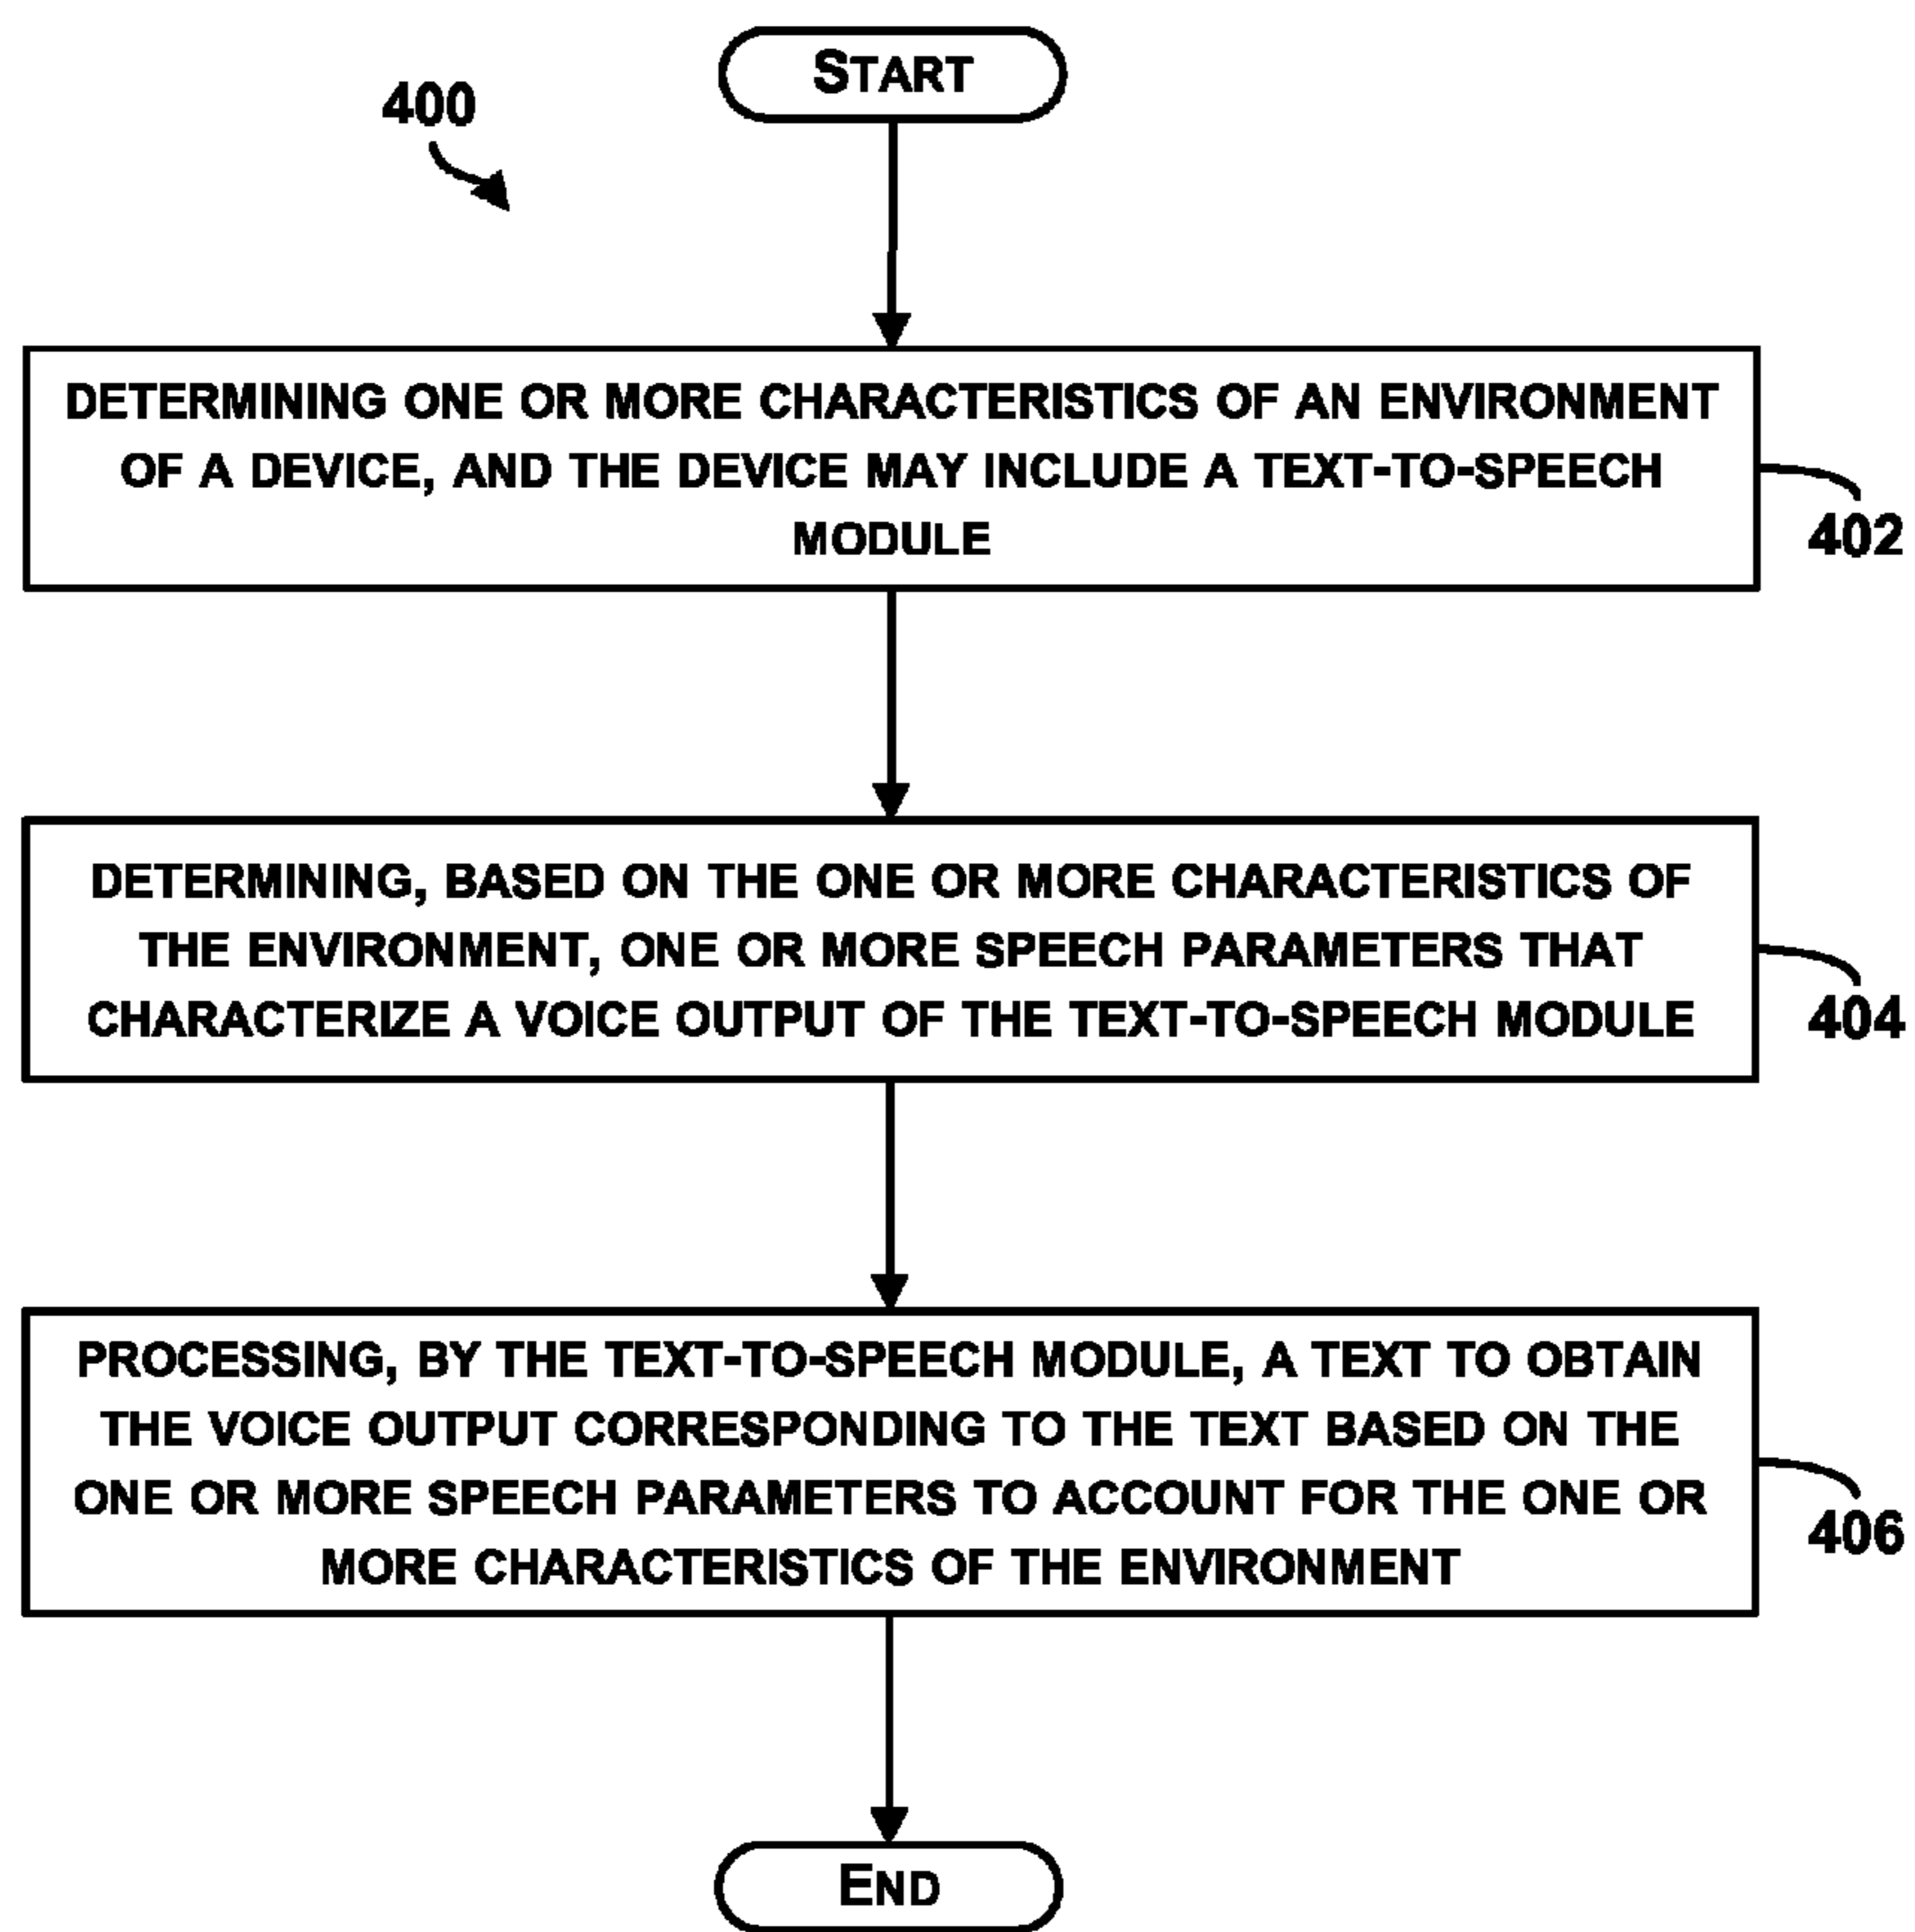 START
400
DETERMINING ONE OR MORE CHARACTERISTICS OF AN ENVIRONMENT
OF A DEVICE, AND THE DEVICE MAY INCLUDE A TEXT-TO-SPEECH
MODULE
402
DETERMINING, BASED ON THE ONE OR MORE CHARACTERISTICS OF
THE ENVIRONMENT, ONE OR MORE SPEECH PARAMETERS THAT
CHARACTERIZE A VOICE OUTPUT OF THE TEXT-TO-SPEECH MODULE
404
PROCESSING, BY THE TEXT-TO-SPEECH MODULE, A TEXT TO OBTAIN
THE VOICE OUTPUT CORRESPONDING TO THE TEXT BASED ON THE
ONE OR MORE SPEECH PARAMETERS TO ACCOUNT FOR THE ONE OR
MORE CHARACTERISTICS OF THE ENVIRONMENT
406
END